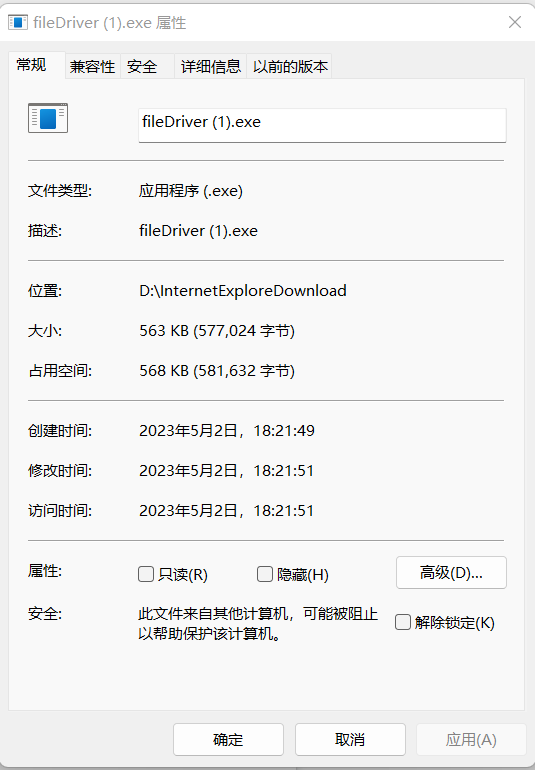 fileDriver (1).exe 属性
常规 兼容性 安全 详细信息 以前的版本
fileDriver (1).exe
文件类型: 应用程序 (.exe)
描述: fileDriver (1).exe
位置: D:\InternetExploreDownload
大小: 563 KB (577,024 字节)
占用空间: 568 KB (581,632 字节)
创建时间: 2023年5月2日，18:21:49
修改时间: 2023年5月2日，18:21:51
访问时间: 2023年5月2日，18:21:51
属性: 只读(R) 隐藏(H) 高级(D)...
安全: 此文件来自其他计算机，可能被阻止
以帮助保护该计算机。 解除锁定(K)
确定 取消 应用(A)